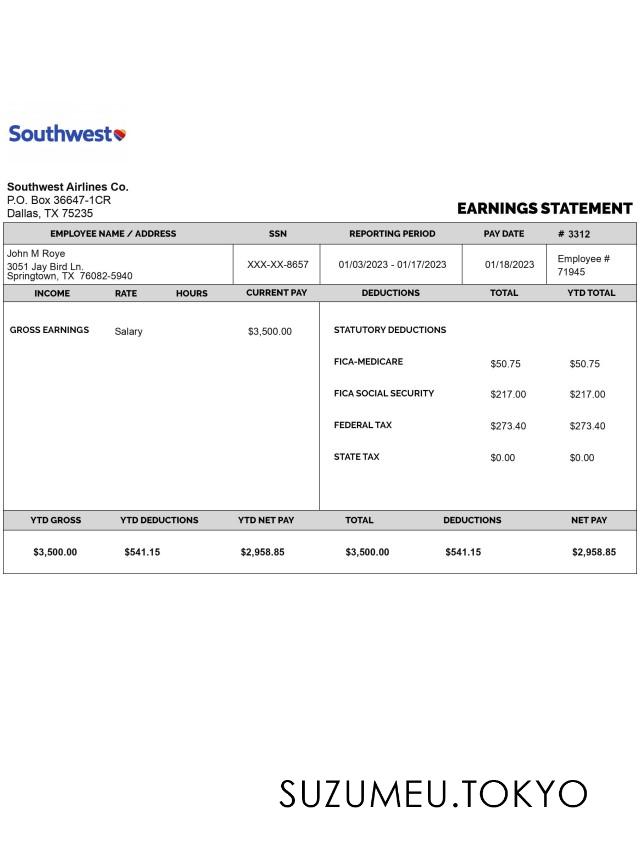 Southwest
Southwest Airlines Co.
P.O. Box 36647-1CR
Dallas, TX 75235
EARNINGS STATEMENT
EMPLOYEE NAME / ADDRESS SSN REPORTING PERIOD PAY DATE # 3312
John M Roye
3051 Jay Bird Ln.
Springtown, TX 76082-5940
XXX-XX-8657 01/03/2023 - 01/17/2023 01/18/2023
Employee #
71945
INCOME RATE HOURS CURRENT PAY DEDUCTIONS TOTAL YTD TOTAL
GROSS EARNINGS Salary $3,500.00 STATUTORY DEDUCTIONS
FICA-MEDICARE $50.75 $50.75
FICA SOCIAL SECURITY $217.00 $217.00
FEDERAL TAX $273.40 $273.40
STATE TAX $0.00 $0.00
YTD GROSS YTD DEDUCTIONS YTD NET PAY TOTAL DEDUCTIONS NET PAY
$3,500.00 $541.15 $2,958.85 $3,500.00 $541.15 $2,958.85
SUZUMEU.TOKYO